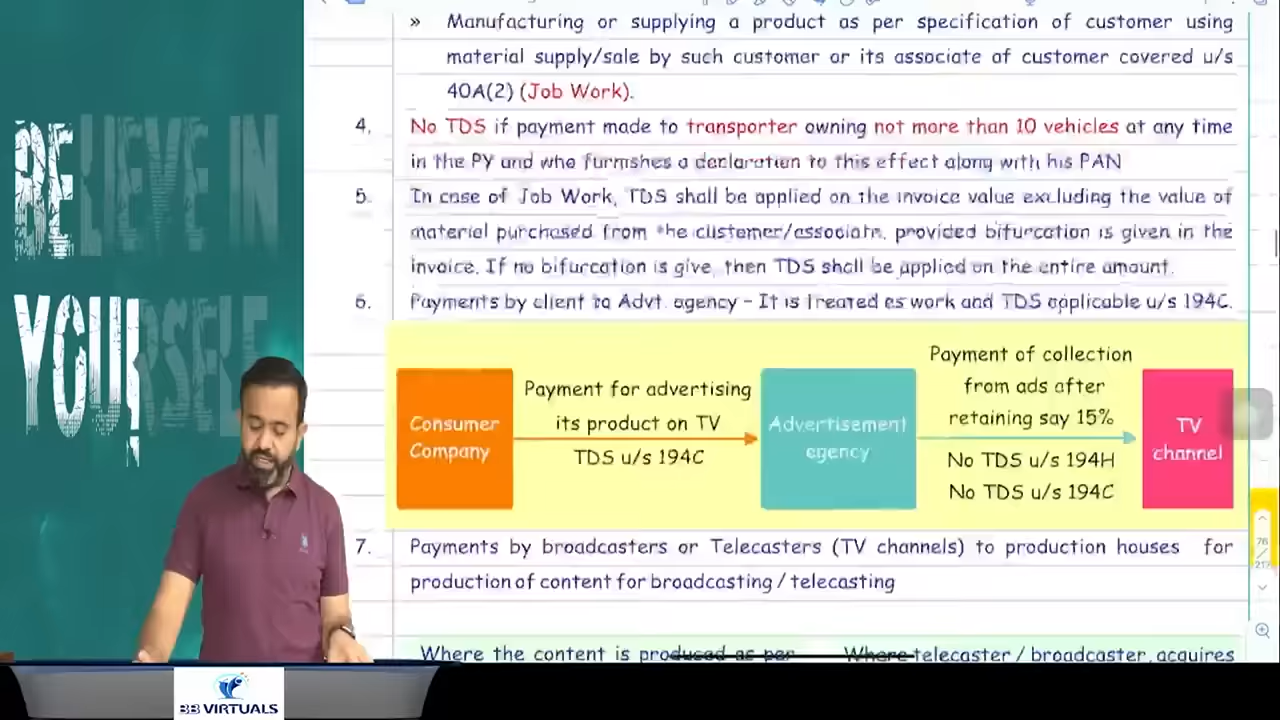 BELIEVE IN
YOURSELF
» Manufacturing or supplying a product as per specification of customer using
material supply/sale by such customer or its associate of customer covered u/s
40A(2) (Job Work).
4. No TDS if payment made to transporter owning not more than 10 vehicles at any time
in the PY and who furnishes a declaration to this effect along with his PAN
5. In case of Job Work, TDS shall be applied on the invoice value excluding the value of
material purchased from the customer/associate, provided bifurcation is given in the
invoice. If no bifurcation is give, then TDS shall be applied on the entire amount.
6. Payments by client to Advt. agency – It is treated as work and TDS applicable u/s 194C.
Consumer
Company
Payment for advertising
its product on TV
TDS u/s 194C
Advertisement
agency
Payment of collection
from ads after
retaining say 15%
No TDS u/s 194H
No TDS u/s 194C
TV
channel
7. Payments by broadcasters or Telecasters (TV channels) to production houses for
production of content for broadcasting / telecasting
Where the content is produced as per Where telecaster / broadcaster, acquires
76
/
217
BB VIRTUALS